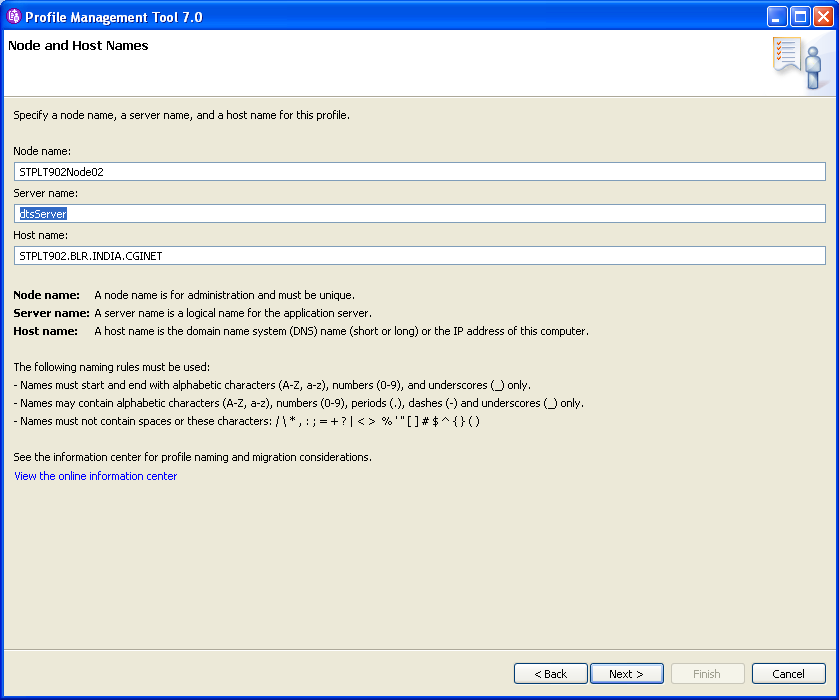 Profile Management Tool 7.0
Node and Host Names
Specify a node name, a server name, and a host name for this profile.
Node name:
STPLT902Node02
Server name:
dtsServer
Host name:
STPLT902.BLR.INDIA.CGINET
Node name: A node name is for administration and must be unique.
Server name: A server name is a logical name for the application server.
Host name: A host name is the domain name system (DNS) name (short or long) or the IP address of this computer.
The following naming rules must be used:
- Names must start and end with alphabetic characters (A-Z, a-z), numbers (0-9), and underscores (_) only.
- Names may contain alphabetic characters (A-Z, a-z), numbers (0-9), periods (.), dashes (-) and underscores (_) only.
- Names must not contain spaces or these characters: / \ * , : ; = + ? | < > % ' " [ ] # $ ^ { } ( )
See the information center for profile naming and migration considerations.
View the online information center
< Back Next > Finish Cancel